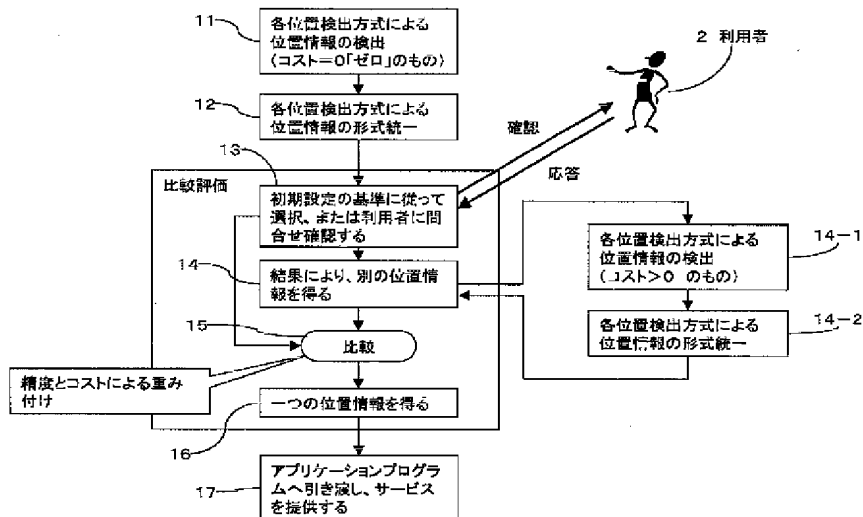 11
各位置検出方式による
位置情報の検出
(コスト=0「ゼロ」のもの)
2 利用者
12
各位置検出方式による
位置情報の形式統一
確認
応答
13
比較評価
初期設定の基準に従って
選択、または利用者に問
合せ確認する
14
結果により、別の位置情
報を得る
14-1
各位置検出方式による
位置情報の検出
(コスト>0 のもの)
14-2
各位置検出方式による
位置情報の形式統一
15
比較
精度とコストによる重み
付け
16
一つの位置情報を得る
17
アプリケーションプログラ
ムへ引き渡し、サービス
を提供する